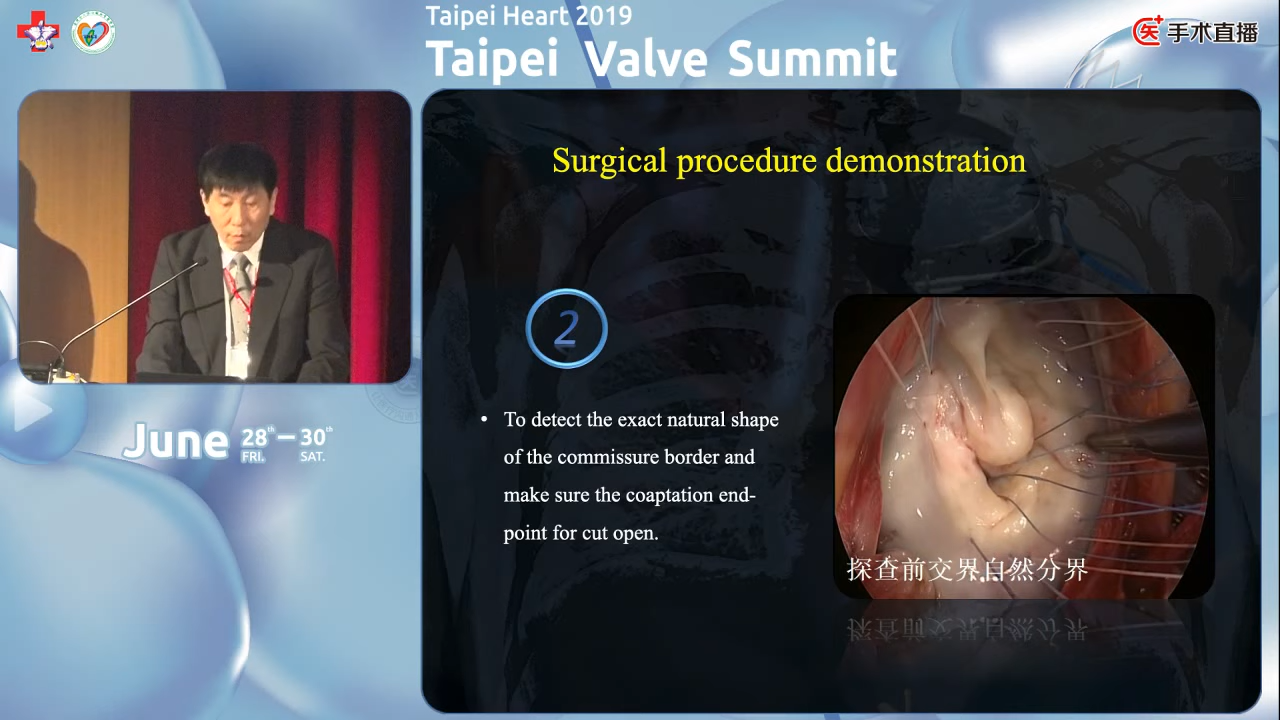 Taipei Heart 2019
Taipei Valve Summit
手术直播
Surgical procedure demonstration
2
• To detect the exact natural shape
of the commissure border and
make sure the coaptation end-
point for cut open.
探查前交界自然分界
June 28th — 30th
FRI. SAT.